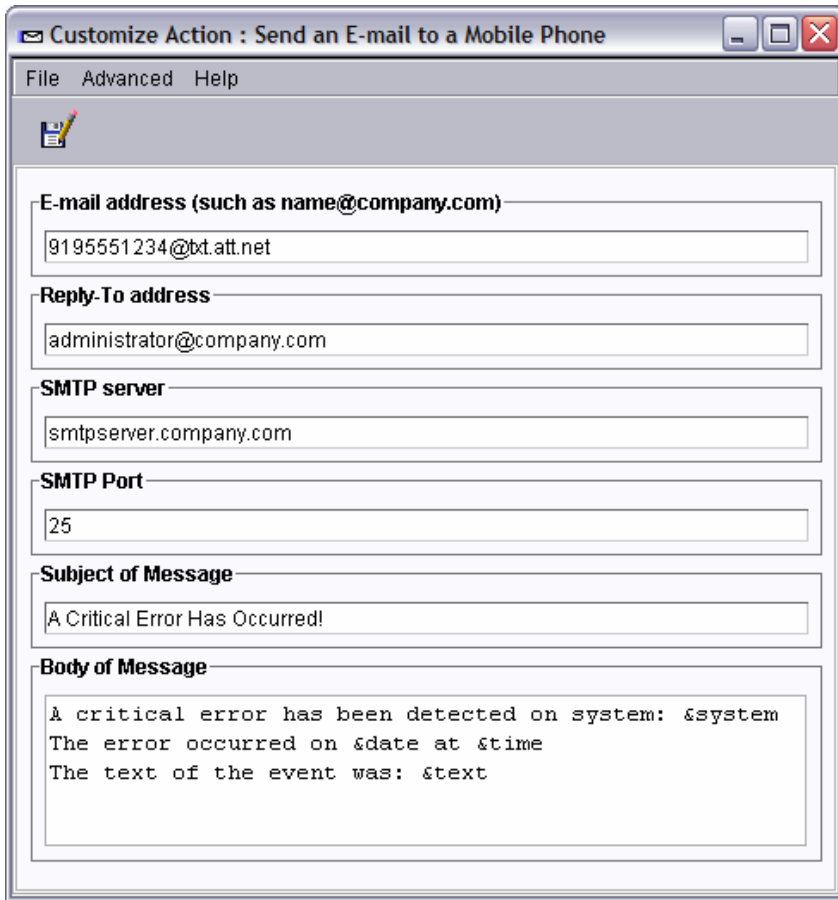 Customize Action : Send an E-mail to a Mobile Phone
File Advanced Help
E-mail address (such as name@company.com)
9195551234@txt.att.net
Reply-To address
administrator@company.com
SMTP server
smtpserver.company.com
SMTP Port
25
Subject of Message
A Critical Error Has Occurred!
Body of Message
A critical error has been detected on system: &system
The error occurred on &date at &time
The text of the event was: &text